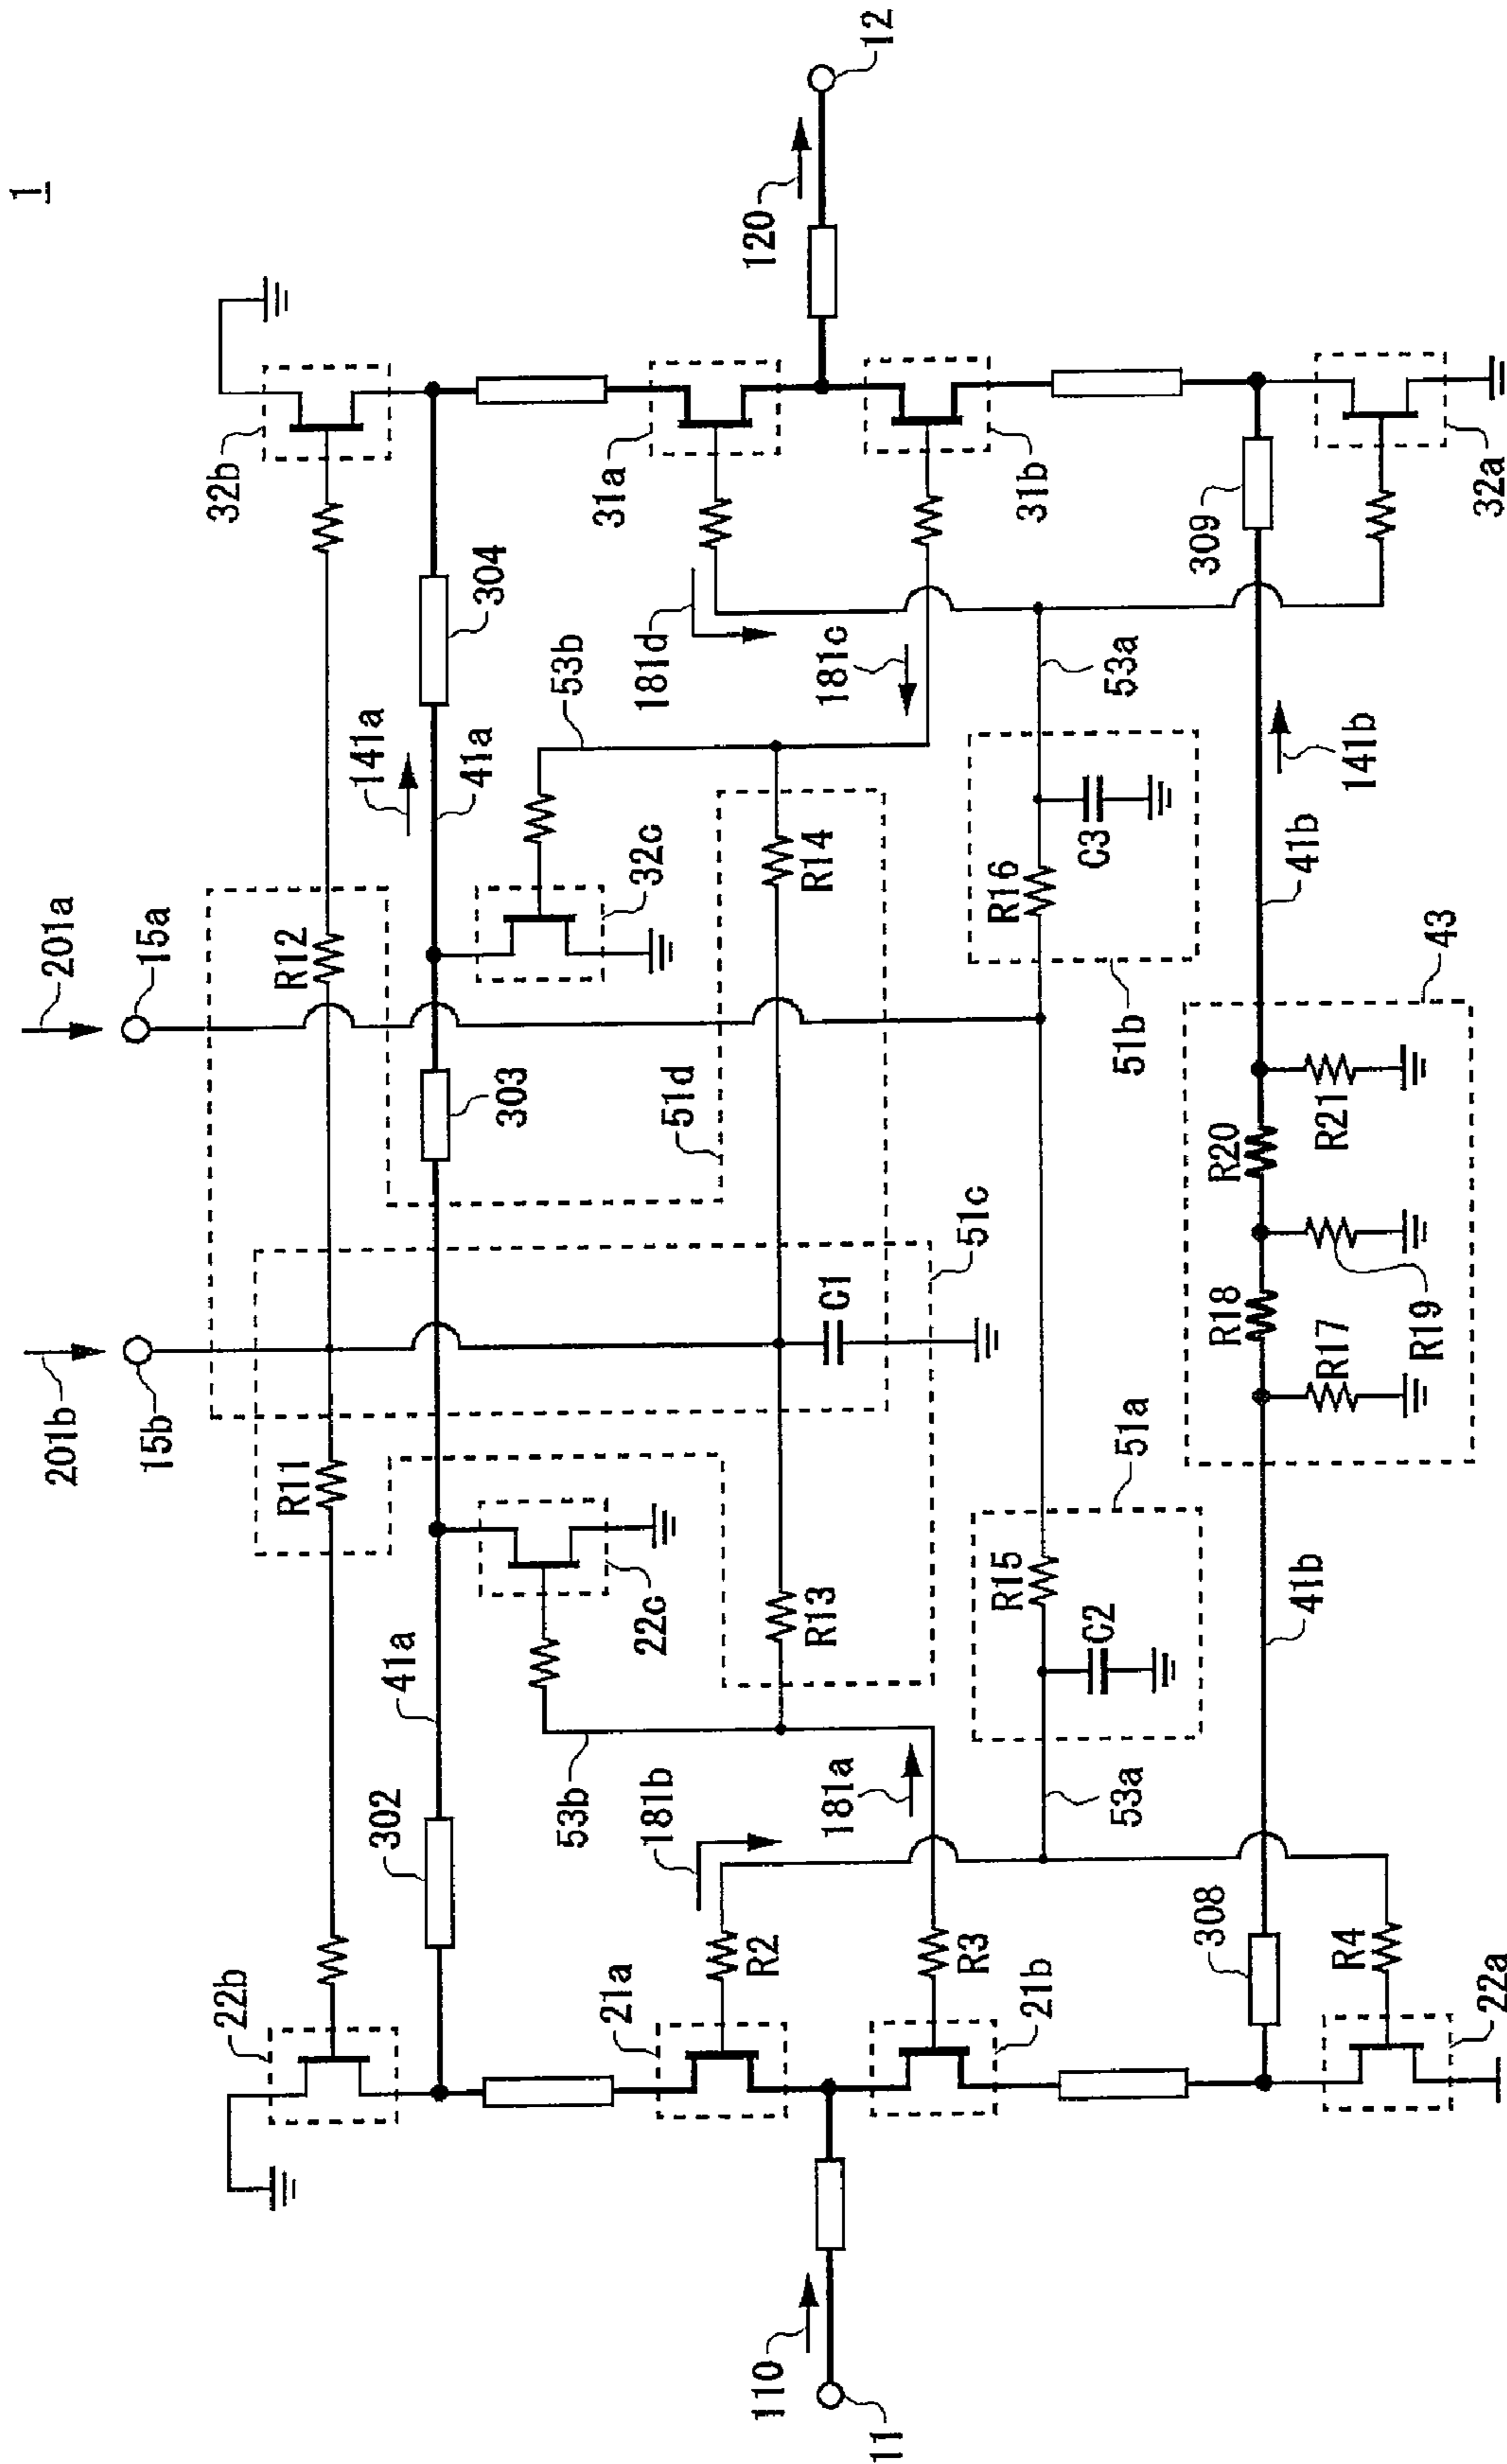 1
201b
201a
15b
15a
22b
R11
R12
32b
302
41a
303
141a
41a
304
53b
22c
32c
53b
21a
181b
51d
181d
31a
R2
R13
C1
R14
110
120
11
12
181a
181c
R3
51c
21b
31b
R15
R16
53a
C2
C3
53a
51a
51b
308
R18
R20
309
41b
R17
R19
R21
41b
141b
R4
43
22a
32a